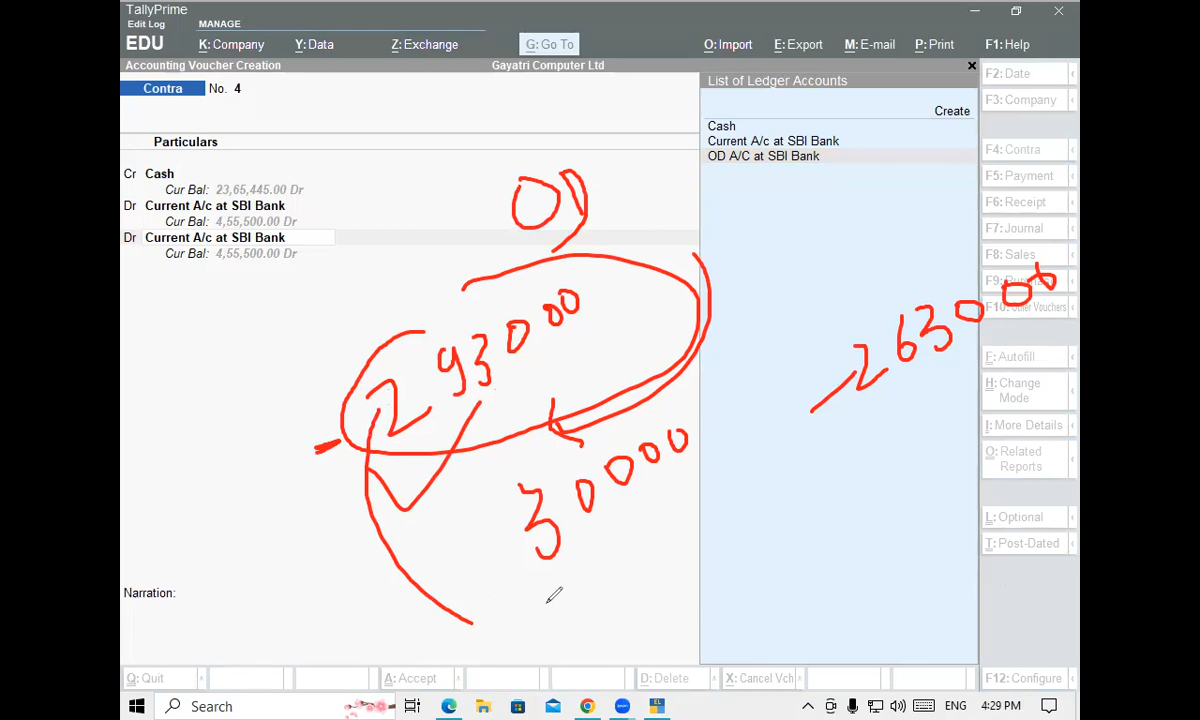 TallyPrime
Edit Log MANAGE
EDU K: Company Y: Data Z: Exchange G: Go To O: Import E: Export M: E-mail P: Print F1: Help
Accounting Voucher Creation Gayatri Computer Ltd
Contra No. 4
Particulars
Cr Cash
Cur Bal: 23,65,445.00 Dr
Dr Current A/c at SBI Bank
Cur Bal: 4,55,500.00 Dr
Dr Current A/c at SBI Bank
Cur Bal: 4,55,500.00 Dr
OD
293000
30000
263000
Narration:
List of Ledger Accounts
Create
Cash
Current A/c at SBI Bank
OD A/C at SBI Bank
F2: Date
F3: Company
F4: Contra
F5: Payment
F6: Receipt
F7: Journal
F8: Sales
F10: Other Vouchers
E: Autofill
H: Change
Mode
I: More Details
O: Related
Reports
L: Optional
T: Post-Dated
Q: Quit A: Accept D: Delete X: Cancel Vch F12: Configure
Search ENG 4:29 PM